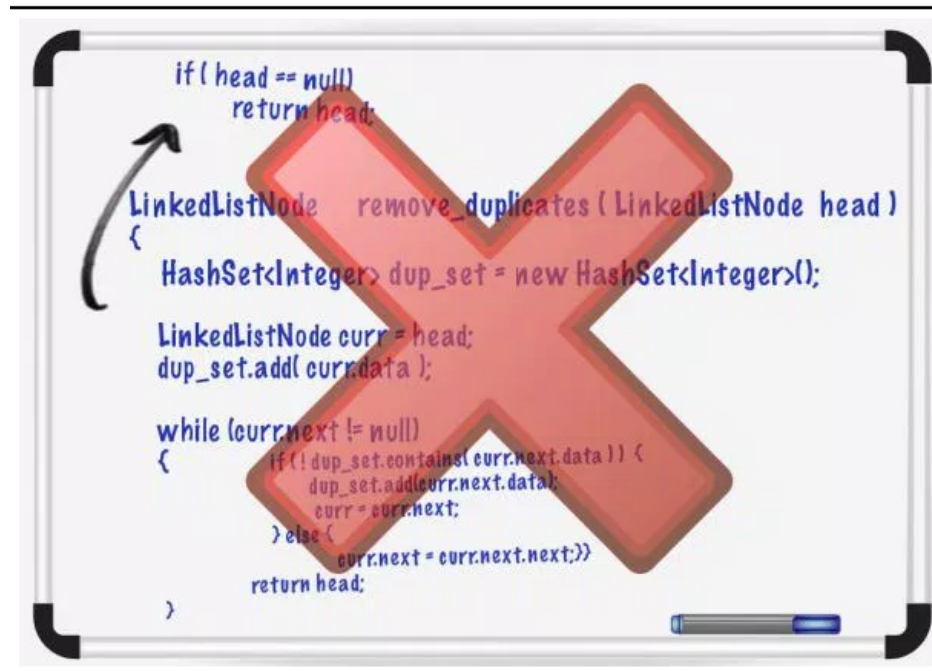 if ( head == null)
return head;
LinkedListNode remove_duplicates ( LinkedListNode head )
{
HashSet<Integer> dup_set = new HashSet<Integer>();
LinkedListNode curr = head;
dup_set.add( curr.data );
while (curr.next != null)
{ if (! dup_set.contains( curr.next.data )) {
dup_set.add(curr.next.data);
curr = curr.next;
} else {
curr.next = curr.next.next;}}
return head;
}